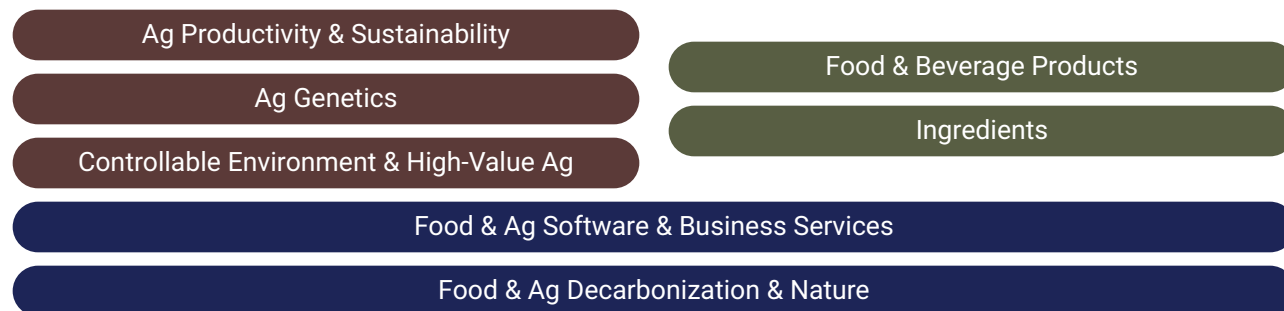 Ag Productivity & Sustainability
Ag Genetics
Controllable Environment & High-Value Ag
Food & Beverage Products
Ingredients
Food & Ag Software & Business Services
Food & Ag Decarbonization & Nature